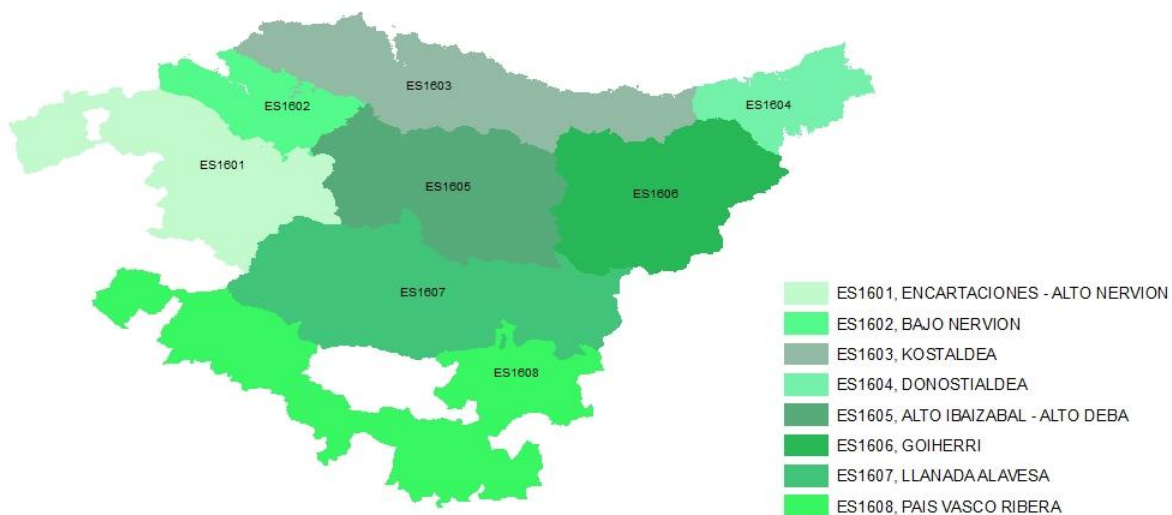 ES1603
ES1604
ES1602
ES1601
ES1605
ES1606
ES1607
ES1608
ES1601, ENCARTACIONES - ALTO NERVION
ES1602, BAJO NERVION
ES1603, KOSTALDEA
ES1604, DONOSTIALDEA
ES1605, ALTO IBAIZABAL - ALTO DEBA
ES1606, GOIHERRI
ES1607, LLANADA ALAVESA
ES1608, PAIS VASCO RIBERA